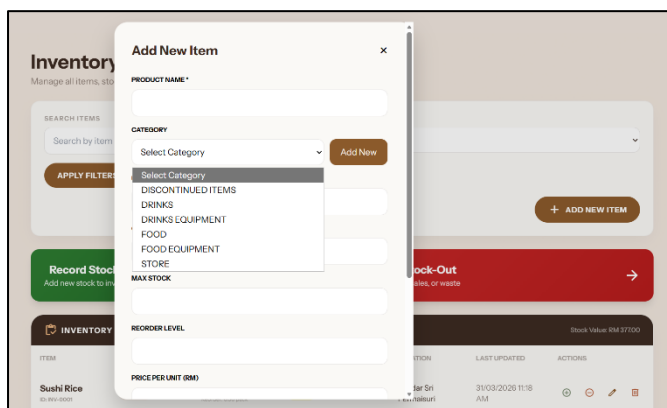 Add New Item ×
Inventory
Manage all items, sto
PRODUCT NAME *
SEARCH ITEMS
Search by item
CATEGORY
Select Category
Add New
APPLY FILTERS
Select Category
DISCONTINUED ITEMS
DRINKS
DRINKS EQUIPMENT
FOOD
FOOD EQUIPMENT
STORE
+ ADD NEW ITEM
Record Stoc
Add new stock to inv
ock-Out →
ales, or waste
MAX STOCK
REORDER LEVEL
PRICE PER UNIT (RM)
INVENTORY
Stock Value: RM 377.00
ITEM
LAST UPDATED
ACTIONS
Sushi Rice
31/03/2026 11:18
AM